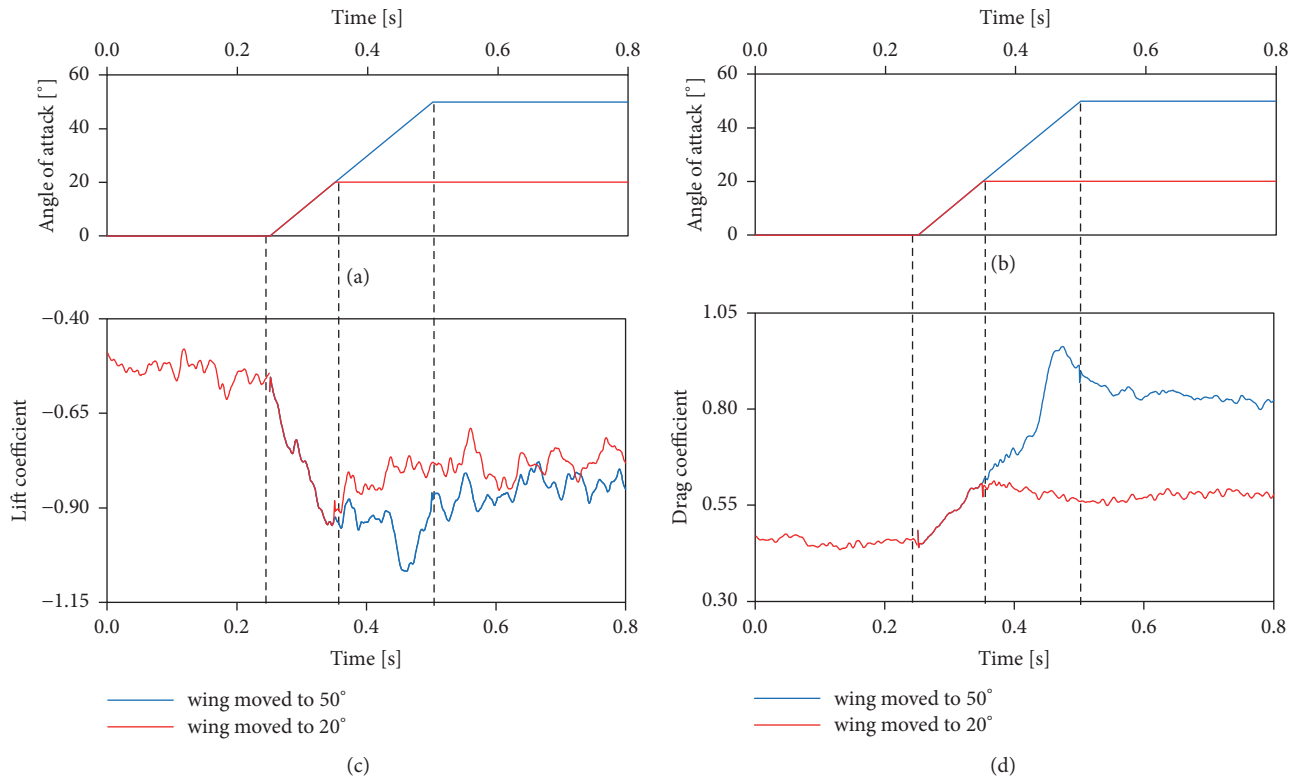 Time [s]
0.0 0.2 0.4 0.6 0.8
60
40
20
0
Angle of attack [°]
(a)
Time [s]
0.0 0.2 0.4 0.6 0.8
60
40
20
0
Angle of attack [°]
(b)
−0.40
−0.65
−0.90
−1.15
Lift coefficient
0.0 0.2 0.4 0.6 0.8
Time [s]
wing moved to 50°
wing moved to 20°
(c)
1.05
0.80
0.55
0.30
Drag coefficient
0.0 0.2 0.4 0.6 0.8
Time [s]
wing moved to 50°
wing moved to 20°
(d)